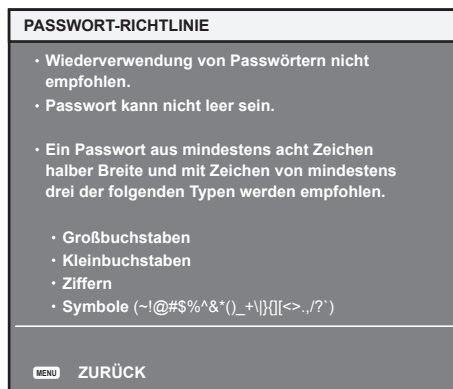 PASSWORT-RICHTLINIE
· Wiederverwendung von Passwörtern nicht
empfohlen.
· Passwort kann nicht leer sein.
· Ein Passwort aus mindestens acht Zeichen
halber Breite und mit Zeichen von mindestens
drei der folgenden Typen werden empfohlen.
· Großbuchstaben
· Kleinbuchstaben
· Ziffern
· Symbole (~!@#$%^&*()_+\|}{][<>.,/?`)
MENU ZURÜCK